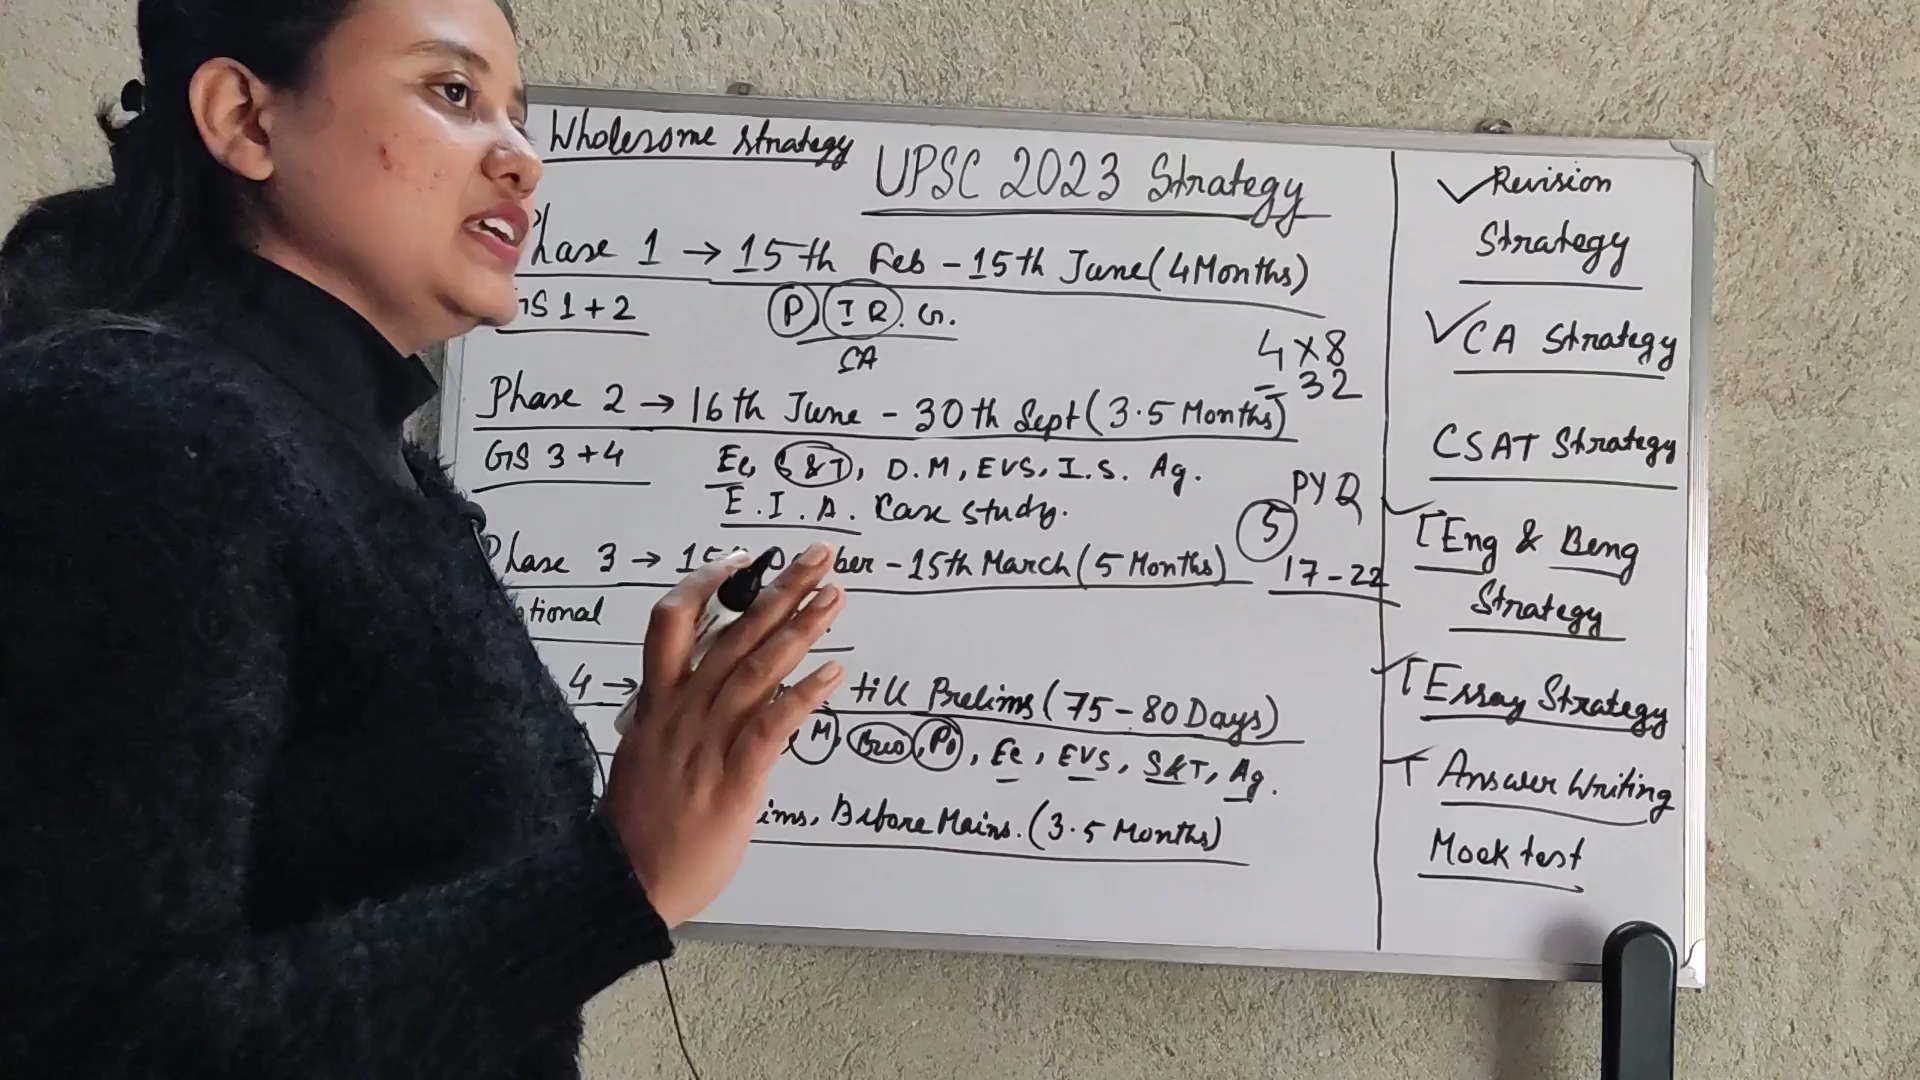 Wholesome strategy
UPSC 2023 Strategy
Phase 1 → 15th Feb - 15th June (4 Months)
GS 1+2
P IR. G.
CA
4 x 8
= 32
Phase 2 → 16th June - 30th Sept (3.5 Months)
GS 3+4
Ec, S&T, D.M, EVS, I.S. Ag.
E.I.A. Case study.
PYQ
5
17-22
Phase 3 → - 15th March (5 Months)
4 → till Prelims (75-80 Days)
M, Po, Ec, EVS, S&T, Ag.
Before Mains. (3.5 Months)
✓Revision
Strategy
✓CA Strategy
CSAT Strategy
[Eng & Beng
Strategy
[Essay Strategy
Answer Writing
Mock test